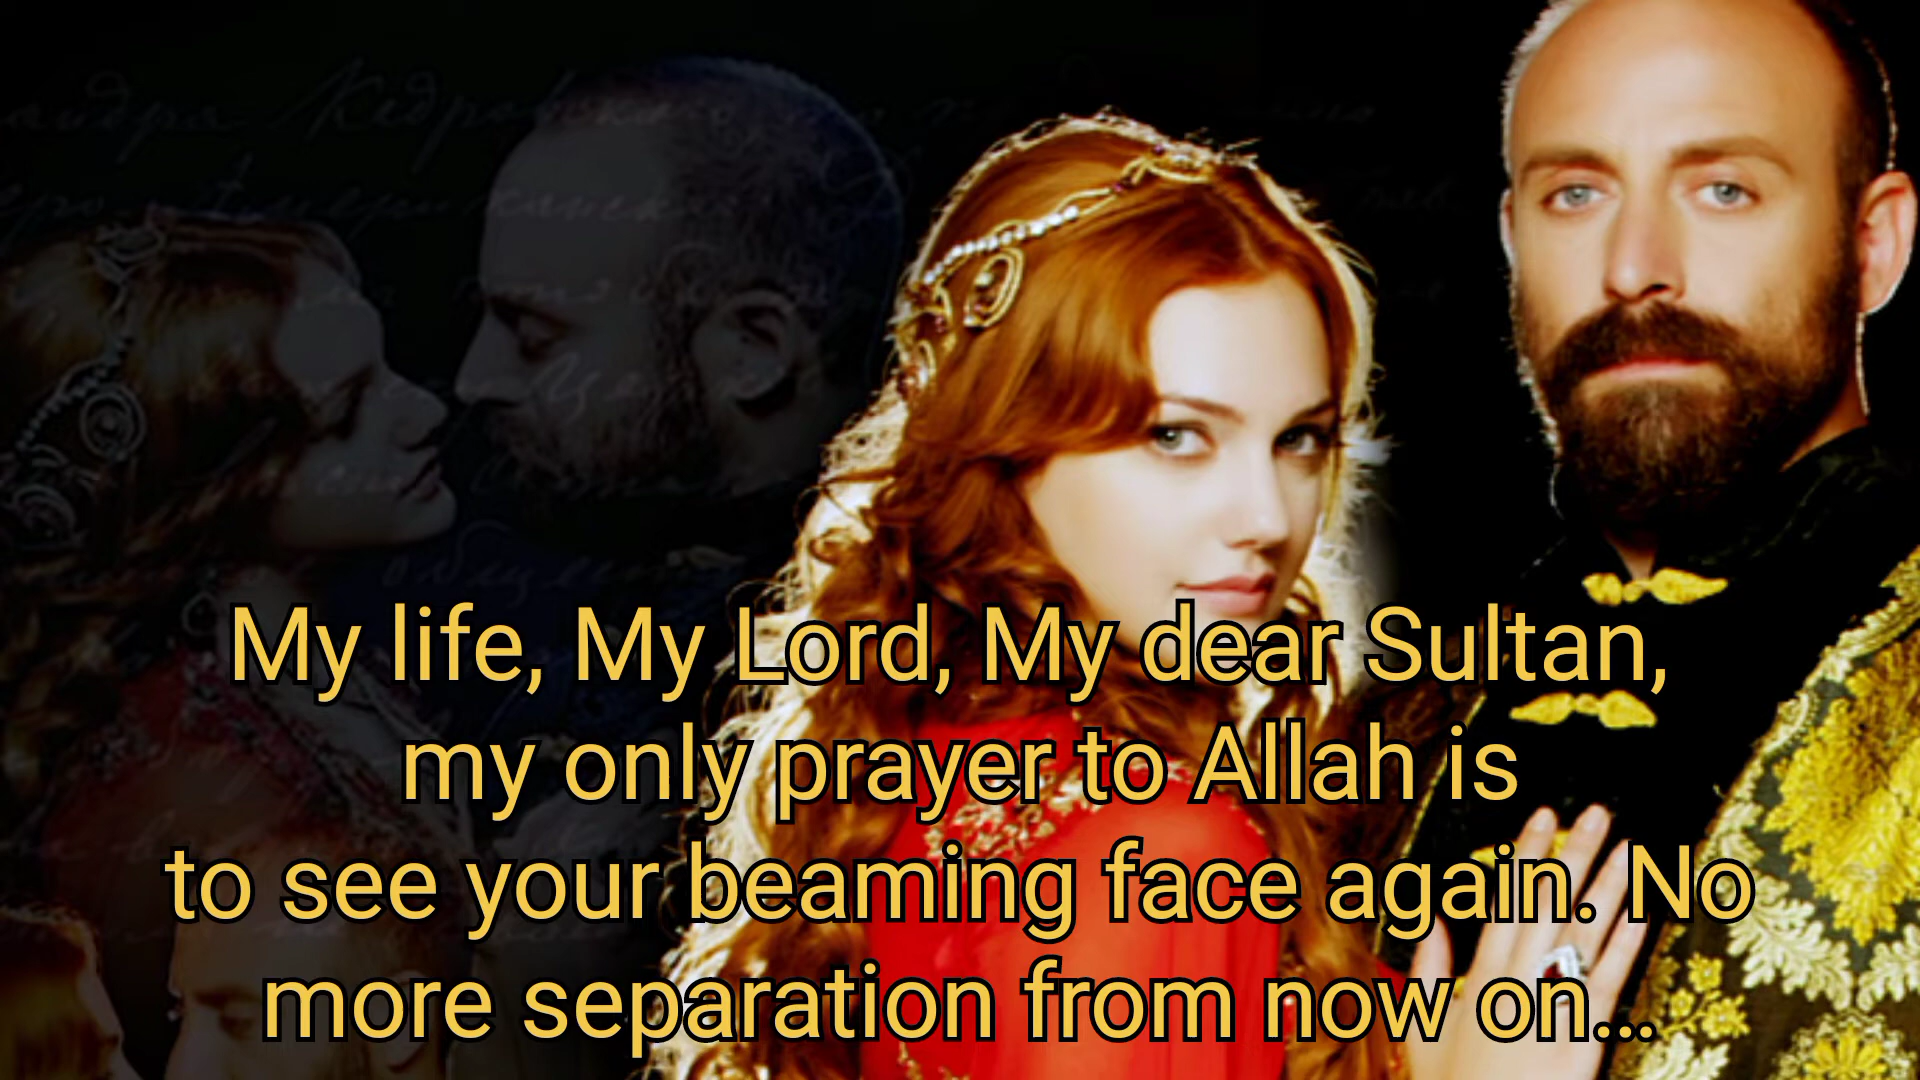 My life, My Lord, My dear Sultan,
my only prayer to Allah is
to see your beaming face again. No
more separation from now on...